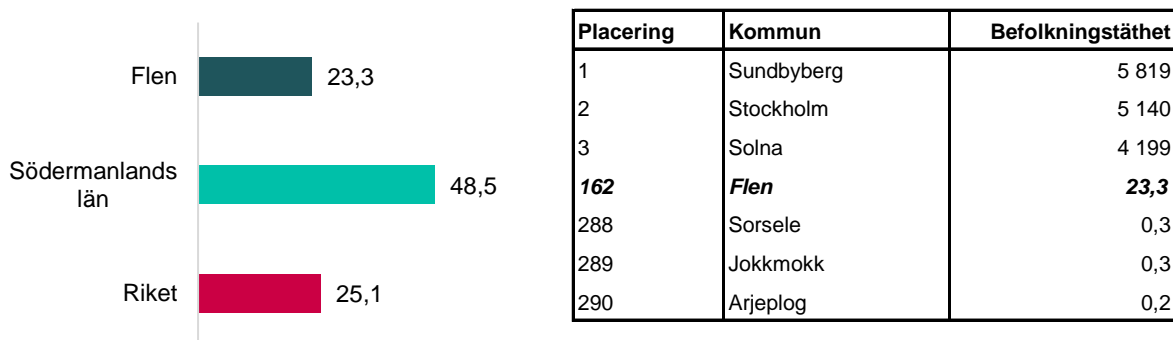 Flen
23,3
Södermanlands
län
48,5
Riket
25,1
Placering Kommun Befolkningstäthet
1 Sundbyberg 5 819
2 Stockholm 5 140
3 Solna 4 199
162 Flen 23,3
288 Sorsele 0,3
289 Jokkmokk 0,3
290 Arjeplog 0,2